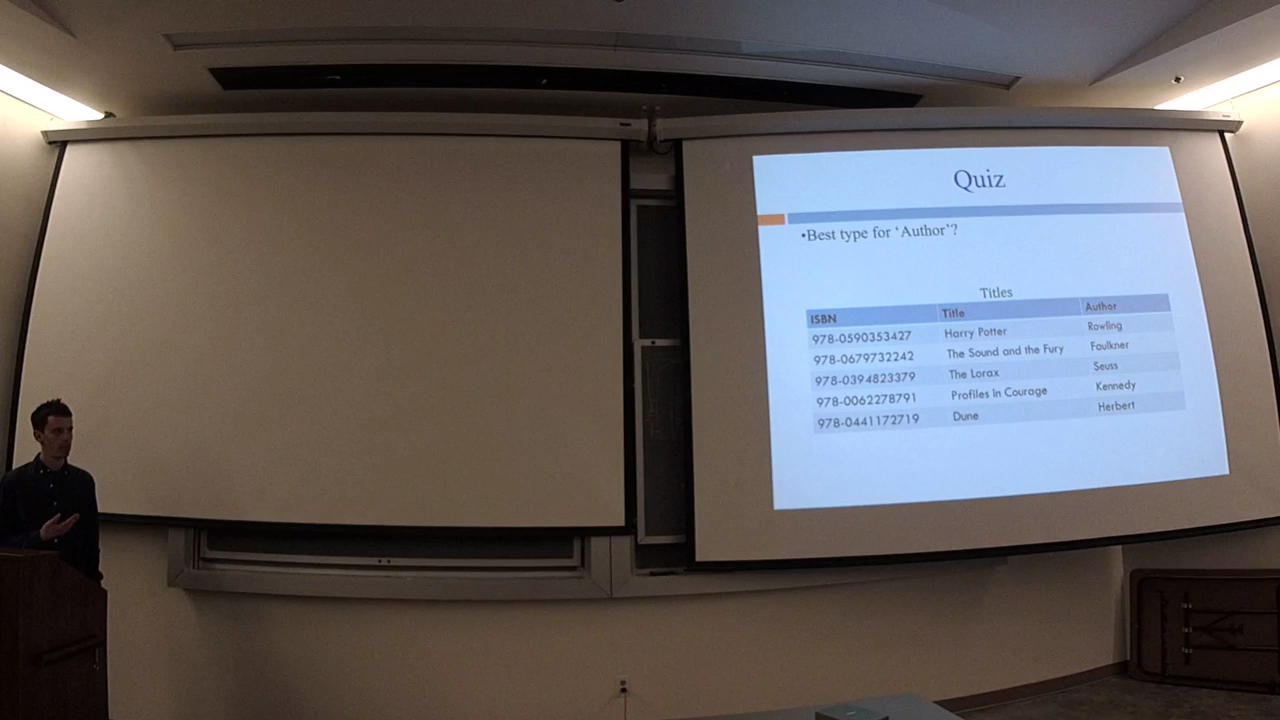 Quiz
•Best type for ‘Author’?
Titles
ISBN Title Author
978-0590353427 Harry Potter Rowling
978-0679732242 The Sound and the Fury Faulkner
978-0394823379 The Lorax Seuss
978-0062278791 Profiles In Courage Kennedy
978-0441172719 Dune Herbert